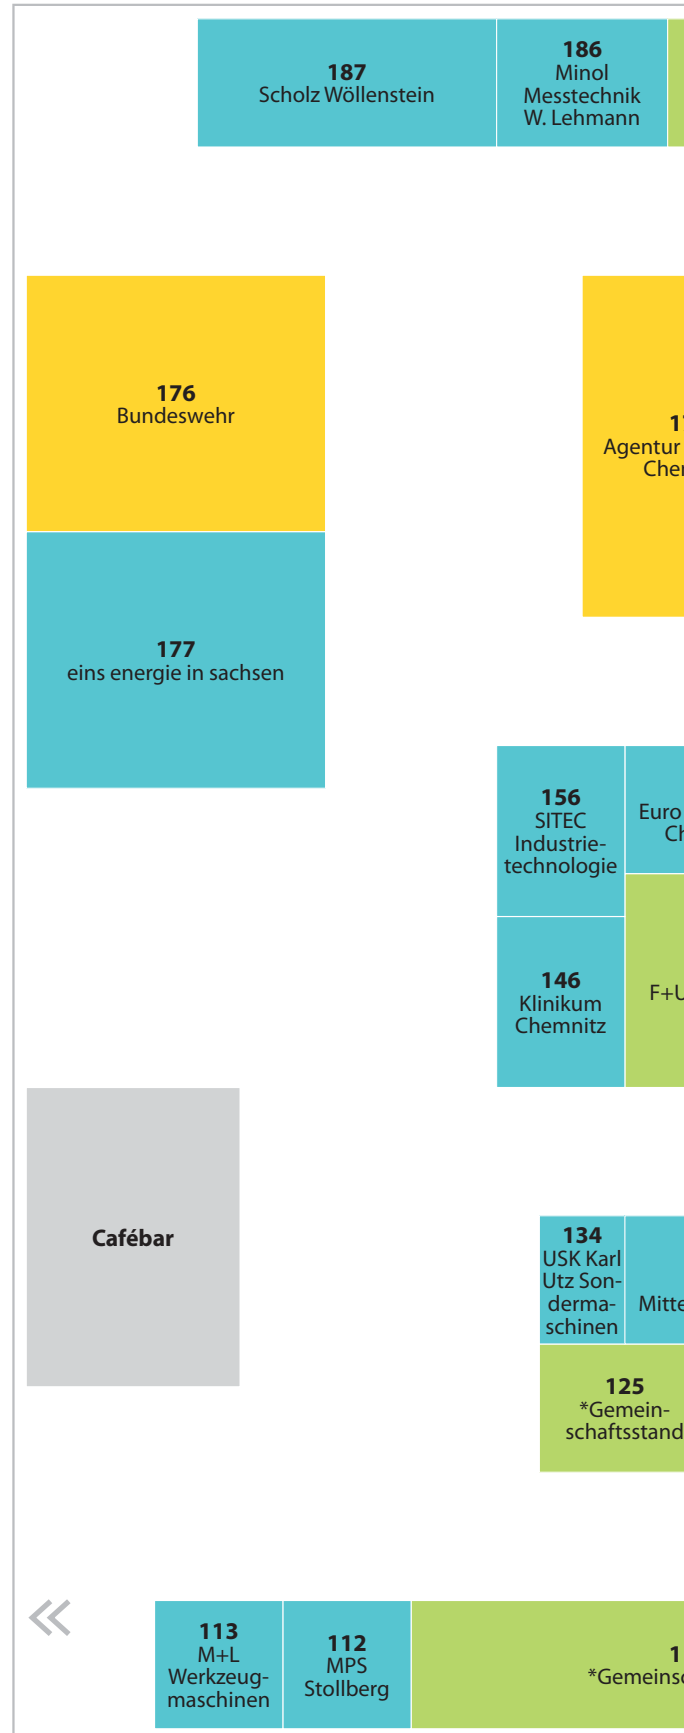 187
Scholz Wöllenstein
186
Minol
Messtechnik
W. Lehmann
176
Bundeswehr
Agentur
177
eins energie in sachsen
156
SITEC
Industrie-
technologie
Euro
146
Klinikum
Chemnitz
Cafébar
134
USK Karl
Utz Son-
derma-
schinen
125
*Gemein-
schaftsstand
113
M+L
Werkzeug-
maschinen
112
MPS
Stollberg